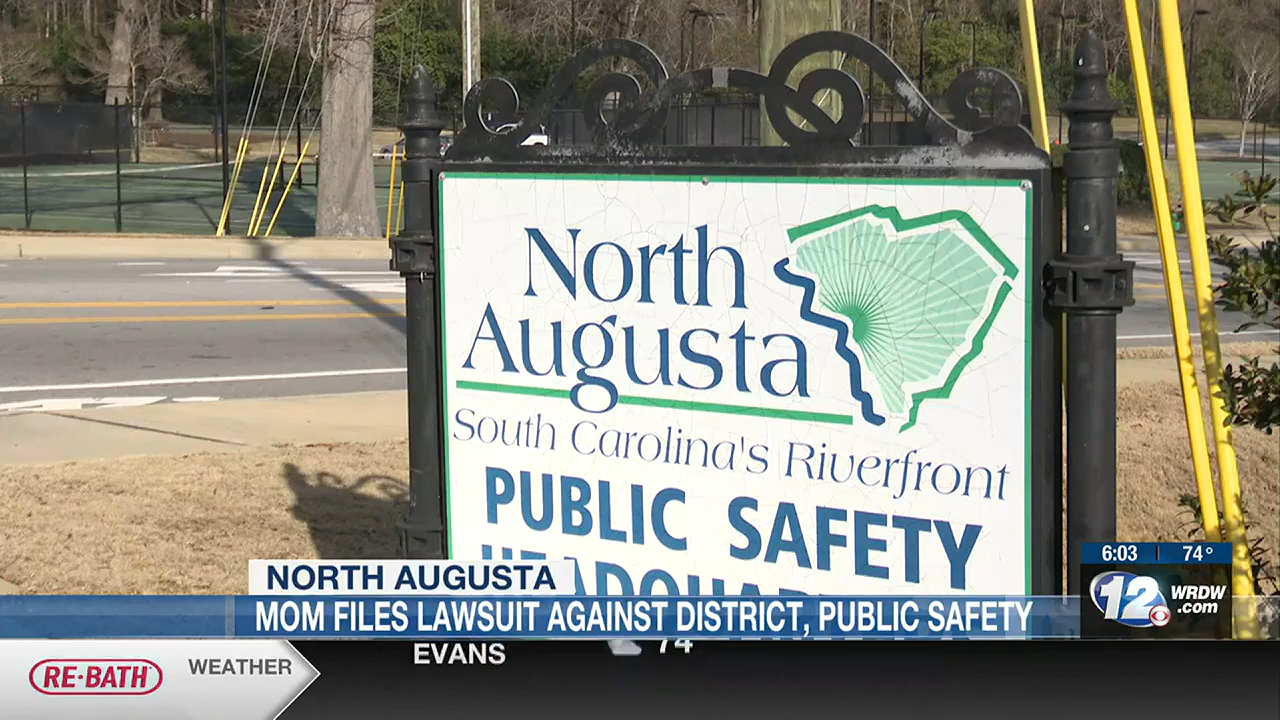 North
Augusta
South Carolina's Riverfront
PUBLIC SAFETY
NORTH AUGUSTA
MOM FILES LAWSUIT AGAINST DISTRICT, PUBLIC SAFETY
6:03 74°
12 WRDW
.com
RE·BATH WEATHER
EVANS 74